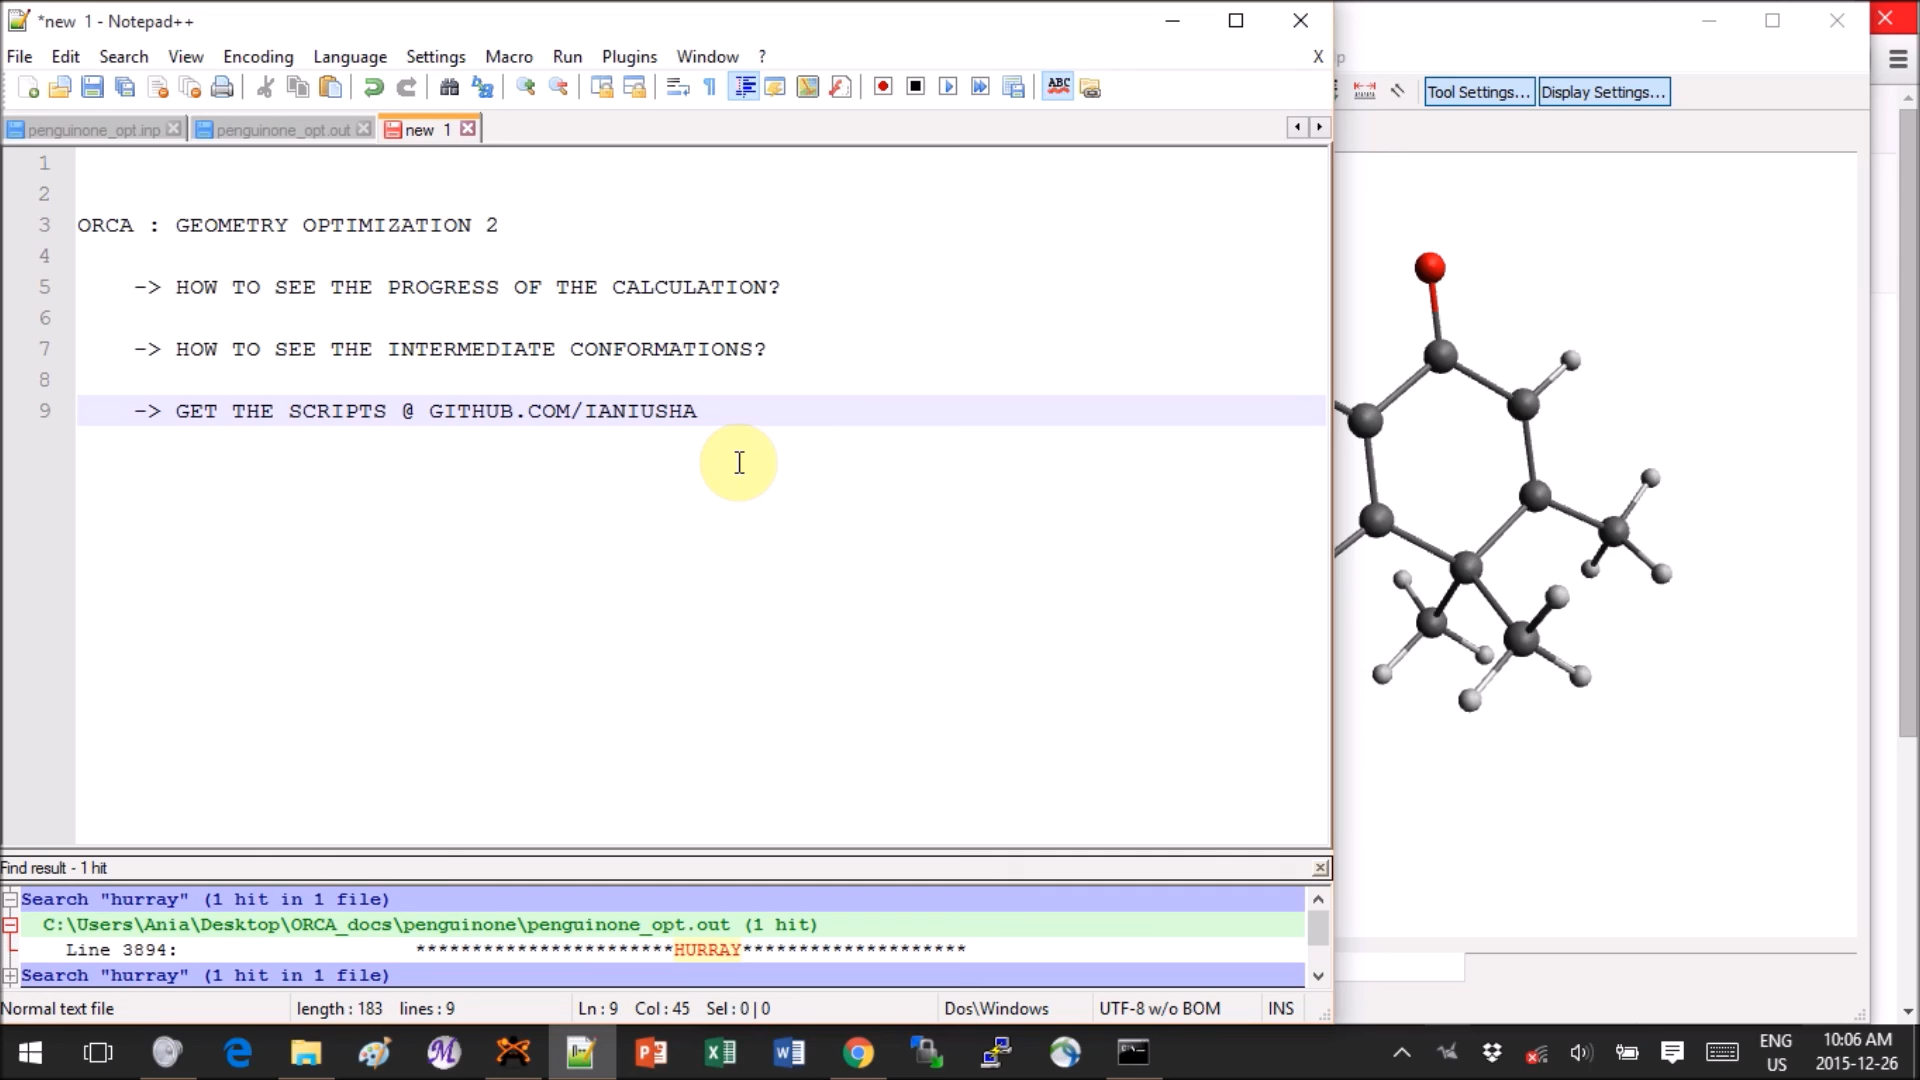 *new 1 - Notepad++
File Edit Search View Encoding Language Settings Macro Run Plugins Window ? X
Tool Settings... Display Settings...
penguinone_opt.inp penguinone_opt.out new 1
1
2
3 ORCA : GEOMETRY OPTIMIZATION 2
4
5 -> HOW TO SEE THE PROGRESS OF THE CALCULATION?
6
7 -> HOW TO SEE THE INTERMEDIATE CONFORMATIONS?
8
9 -> GET THE SCRIPTS @ GITHUB.COM/IANIUSHA
Find result - 1 hit
Search "hurray" (1 hit in 1 file)
C:\Users\Ania\Desktop\ORCA_docs\penguinone\penguinone_opt.out (1 hit)
Line 3894: ***********************HURRAY********************
Search "hurray" (1 hit in 1 file)
Normal text file length : 183 lines : 9 Ln : 9 Col : 45 Sel : 0 | 0 Dos\Windows UTF-8 w/o BOM INS
ENG
US
10:06 AM
2015-12-26